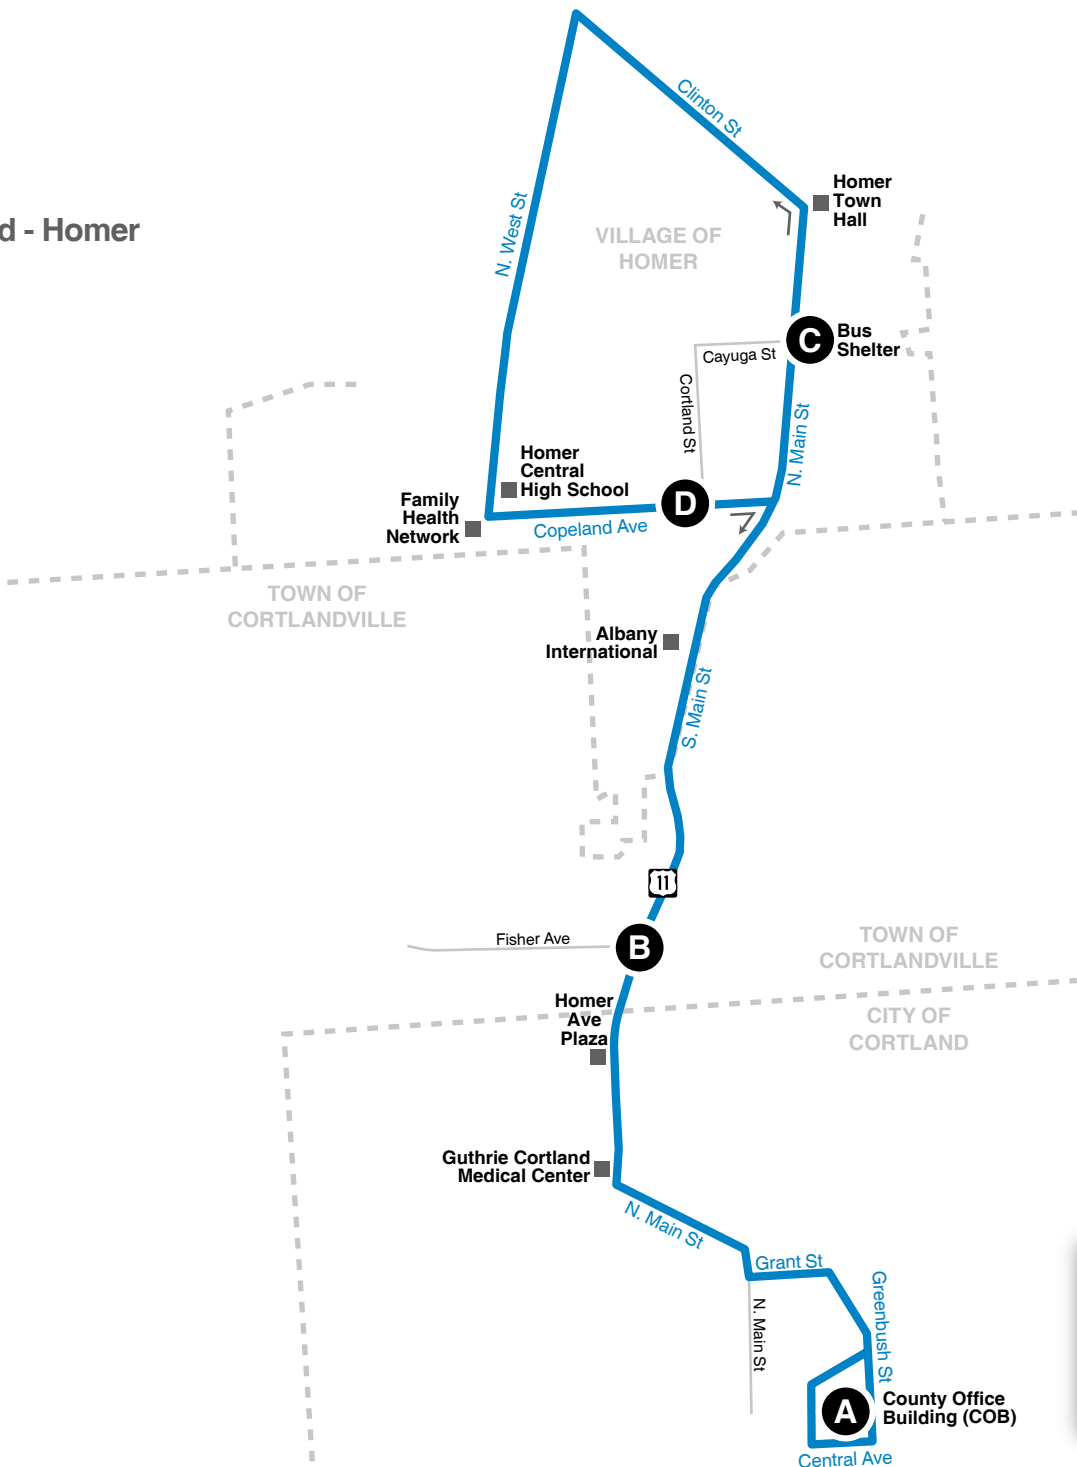 d - Homer
Clinton St
Homer
Town
Hall
N. West St
VILLAGE OF
HOMER
C
Bus
Shelter
Cayuga St
Cortland St
N. Main St
Homer
Central
High School
Family
Health
Network
D
Copeland Ave
TOWN OF
CORTLANDVILLE
Albany
International
S. Main St
11
Fisher Ave
B
TOWN OF
CORTLANDVILLE
Homer
Ave
Plaza
CITY OF
CORTLAND
Guthrie Cortland
Medical Center
N. Main St
Grant St
Greenbush St
N. Main St
A
County Office
Building (COB)
Central Ave